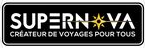 SUPERNOVA
CRÉATEUR DE VOYAGES POUR TOUS